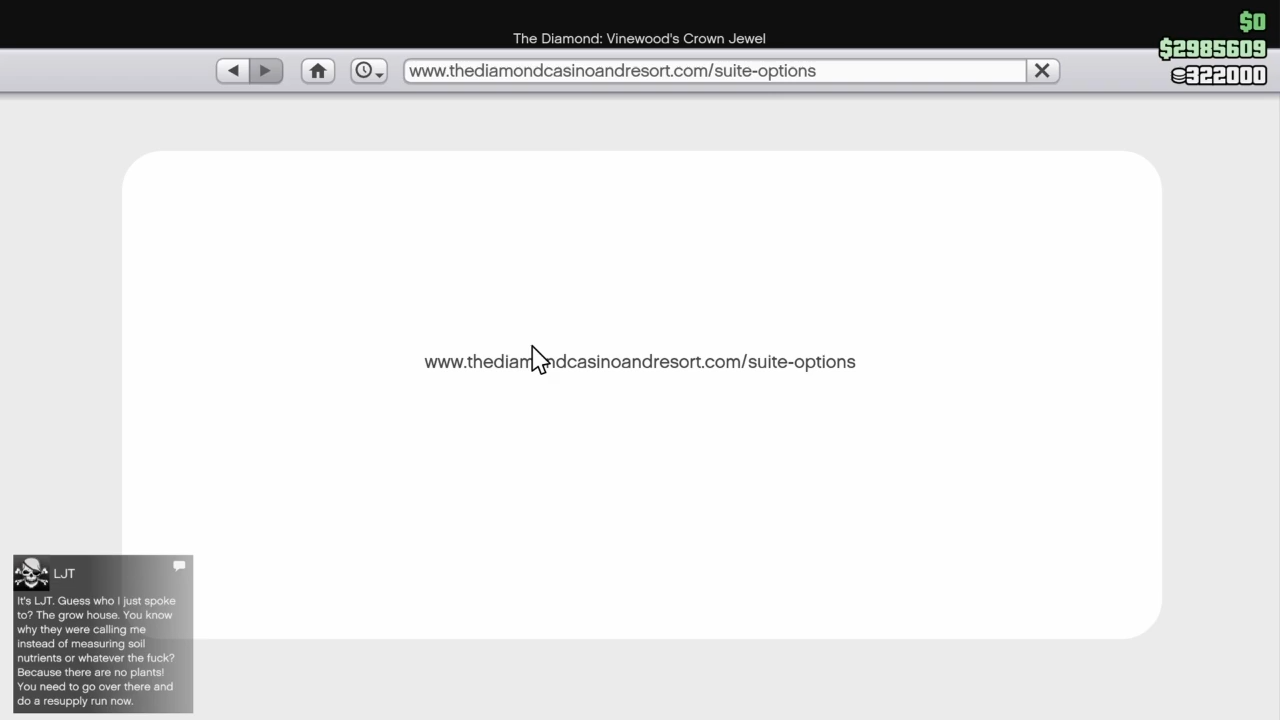 The Diamond: Vinewood's Crown Jewel
$0
$2985609
322000
www.thediamondcasinoandresort.com/suite-options
www.thediamondcasinoandresort.com/suite-options
LJT
It's LJT. Guess who I just spoke
to? The grow house. You know
why they were calling me
instead of measuring soil
nutrients or whatever the fuck?
Because there are no plants!
You need to go over there and
do a resupply run now.